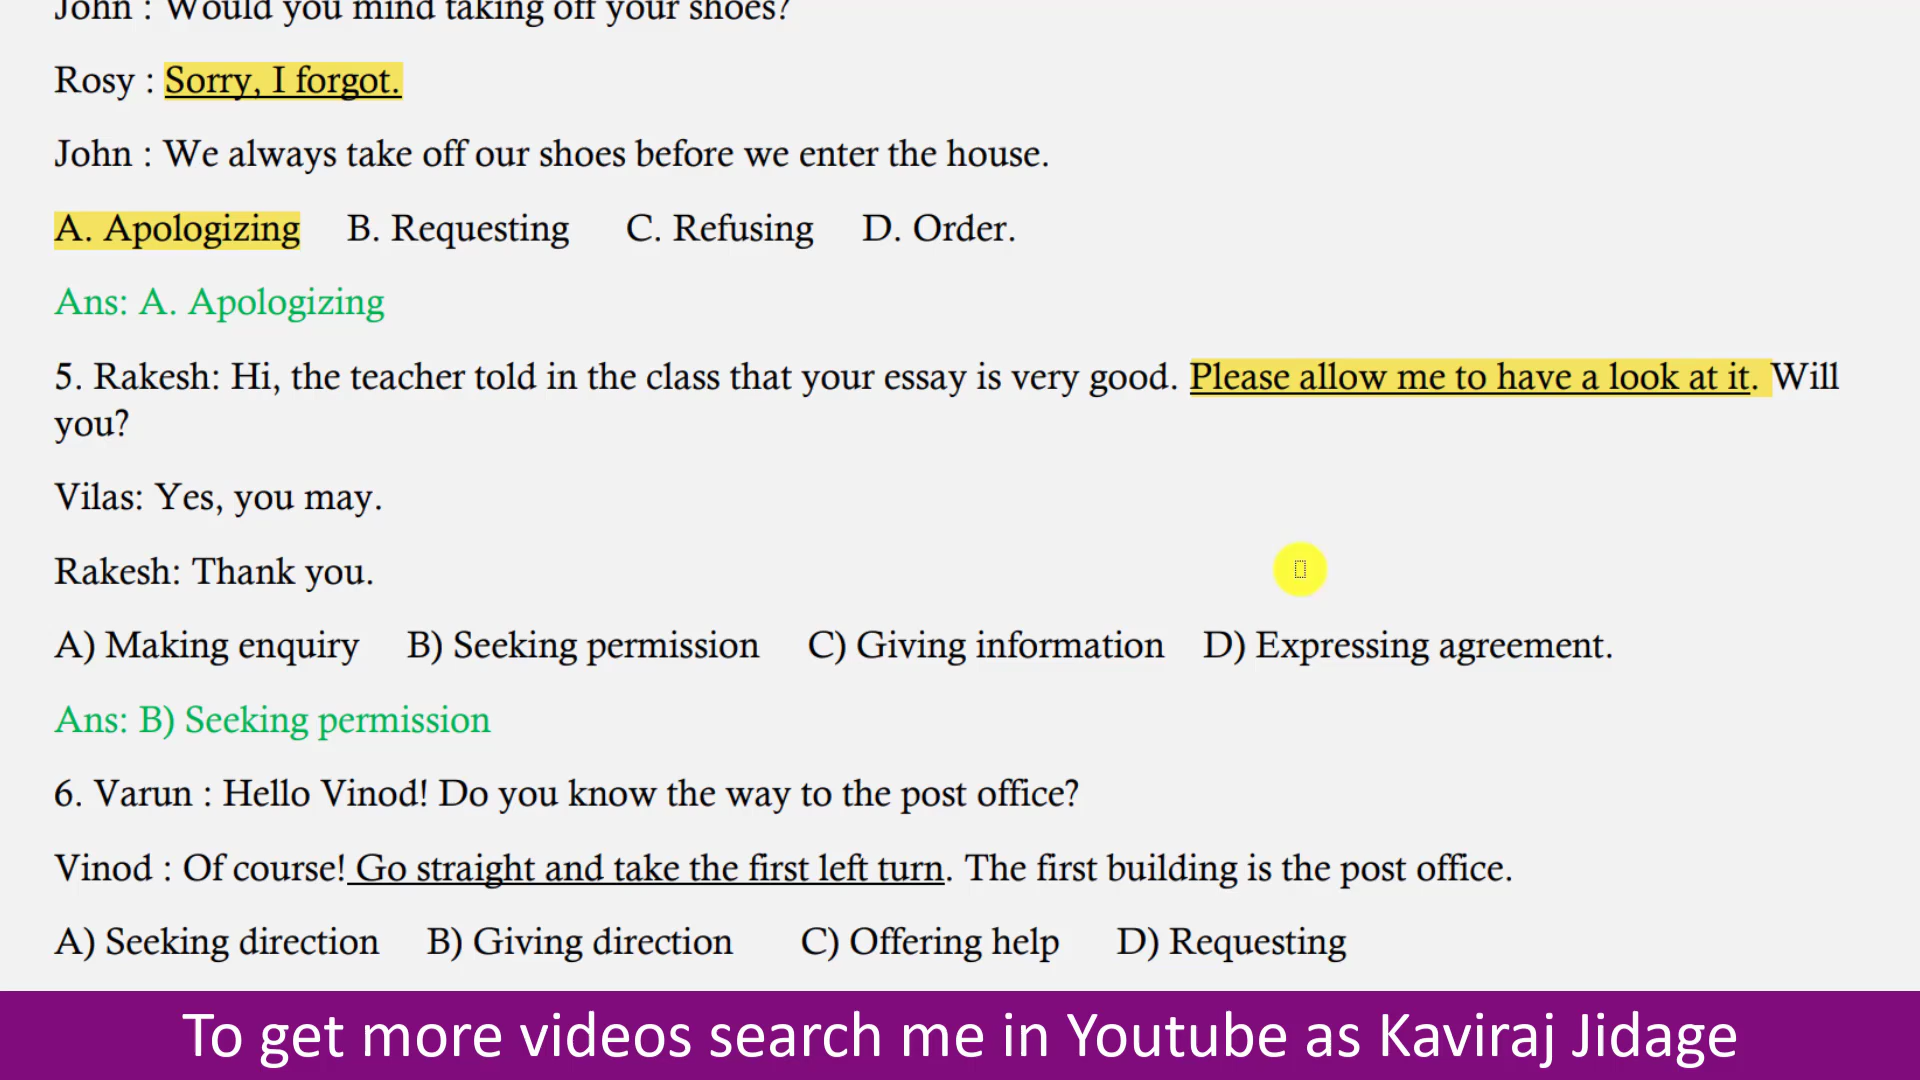 John : Would you mind taking off your shoes?
Rosy : Sorry, I forgot.
John : We always take off our shoes before we enter the house.
A. Apologizing B. Requesting C. Refusing D. Order.
Ans: A. Apologizing
5. Rakesh: Hi, the teacher told in the class that your essay is very good. Please allow me to have a look at it. Will
you?
Vilas: Yes, you may.
Rakesh: Thank you.
A) Making enquiry B) Seeking permission C) Giving information D) Expressing agreement.
Ans: B) Seeking permission
6. Varun : Hello Vinod! Do you know the way to the post office?
Vinod : Of course! Go straight and take the first left turn. The first building is the post office.
A) Seeking direction B) Giving direction C) Offering help D) Requesting
To get more videos search me in Youtube as Kaviraj Jidage